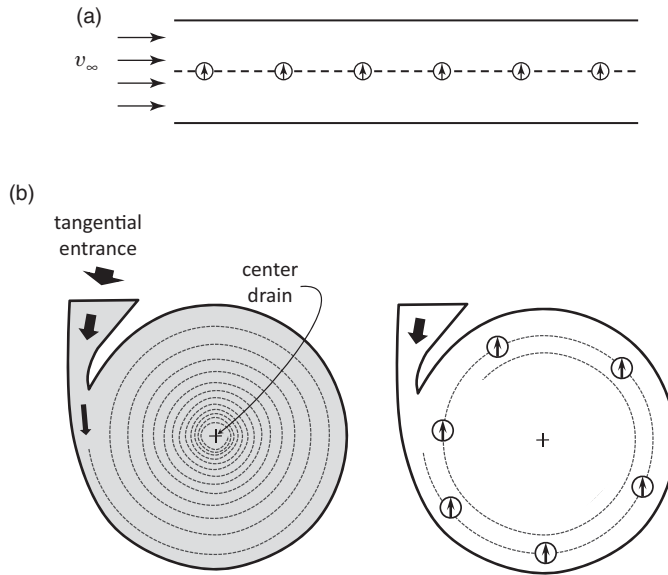 (a)
v∞
(b)
tangential
entrance
center
drain